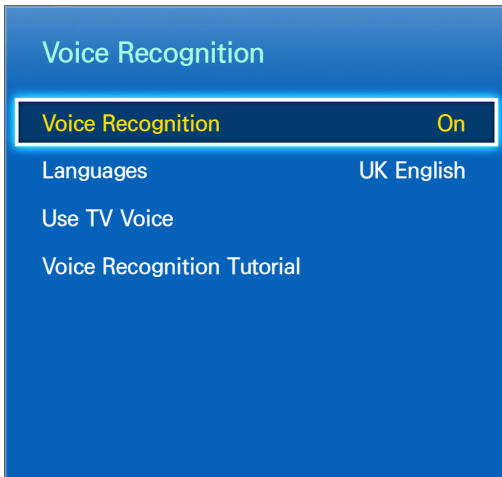 Voice Recognition
Voice Recognition On
Languages UK English
Use TV Voice
Voice Recognition Tutorial